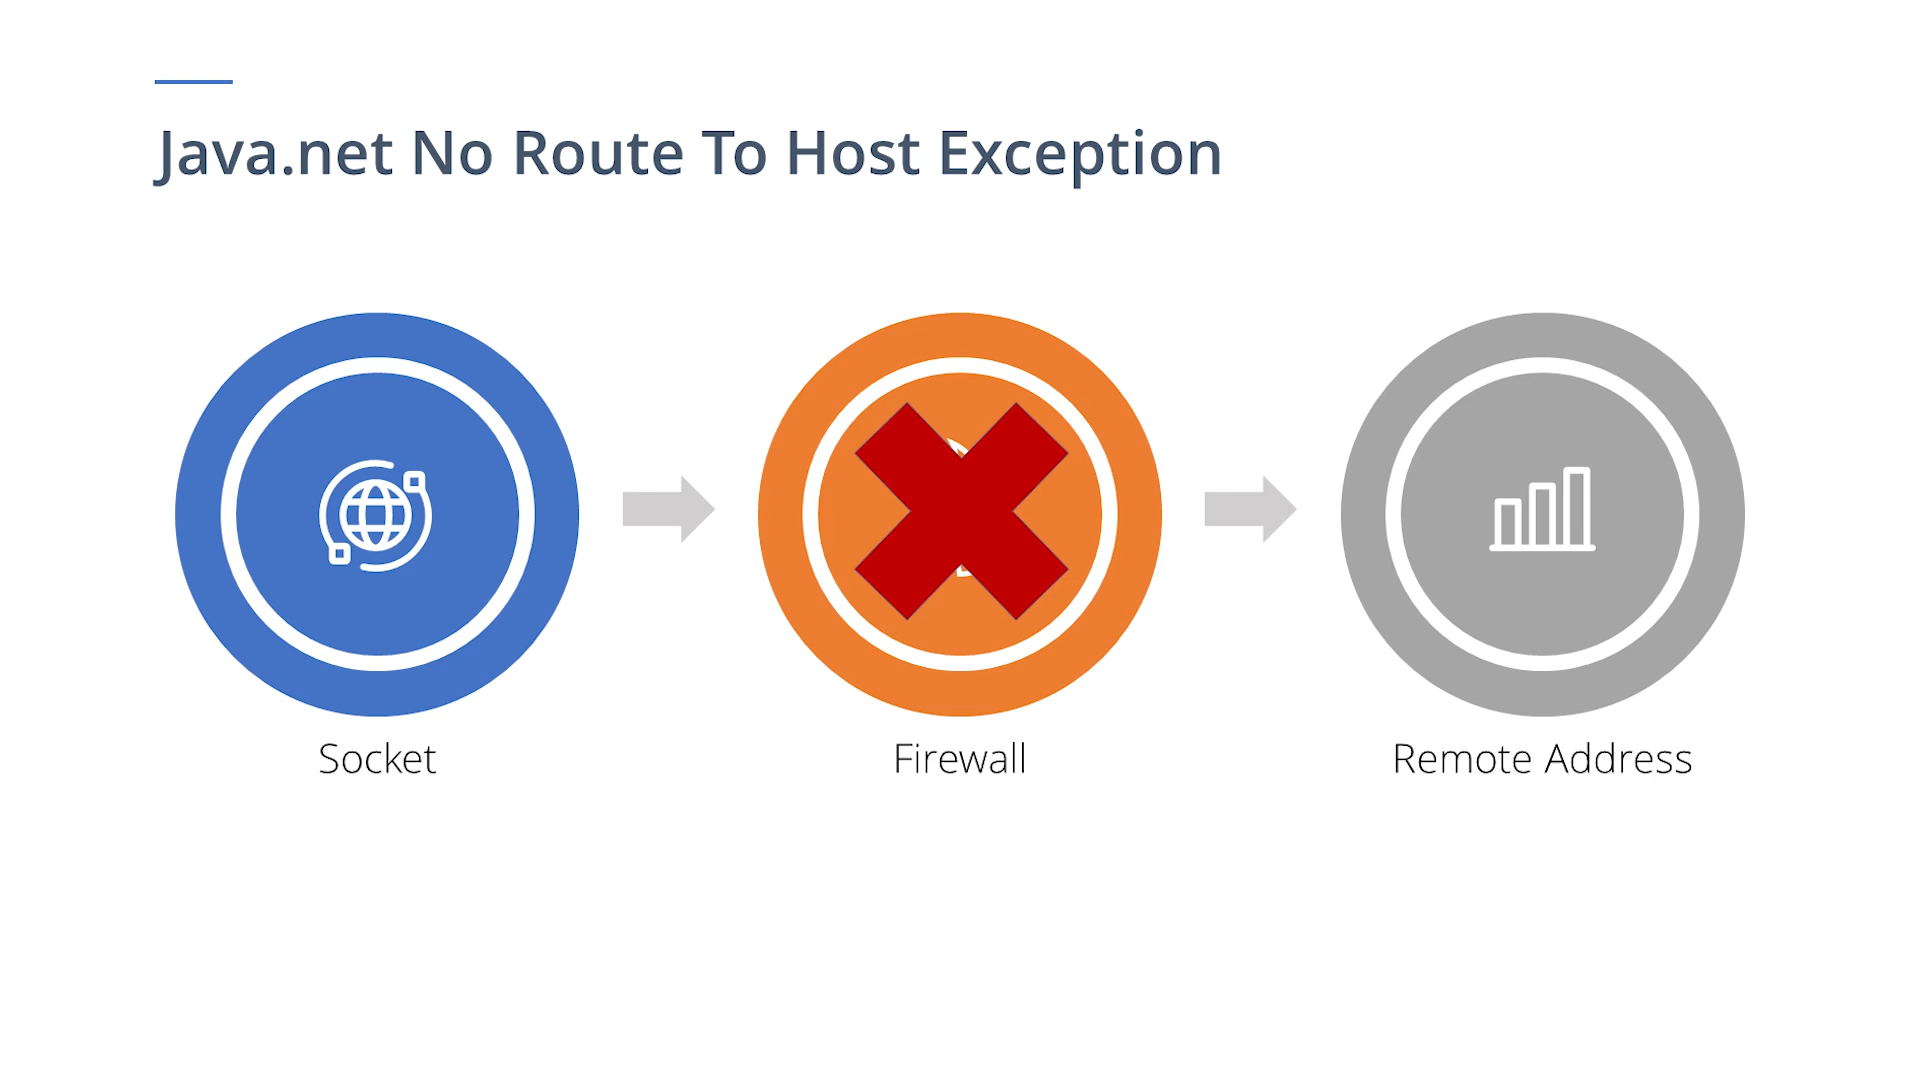 Java.net No Route To Host Exception
Socket
Firewall
Remote Address